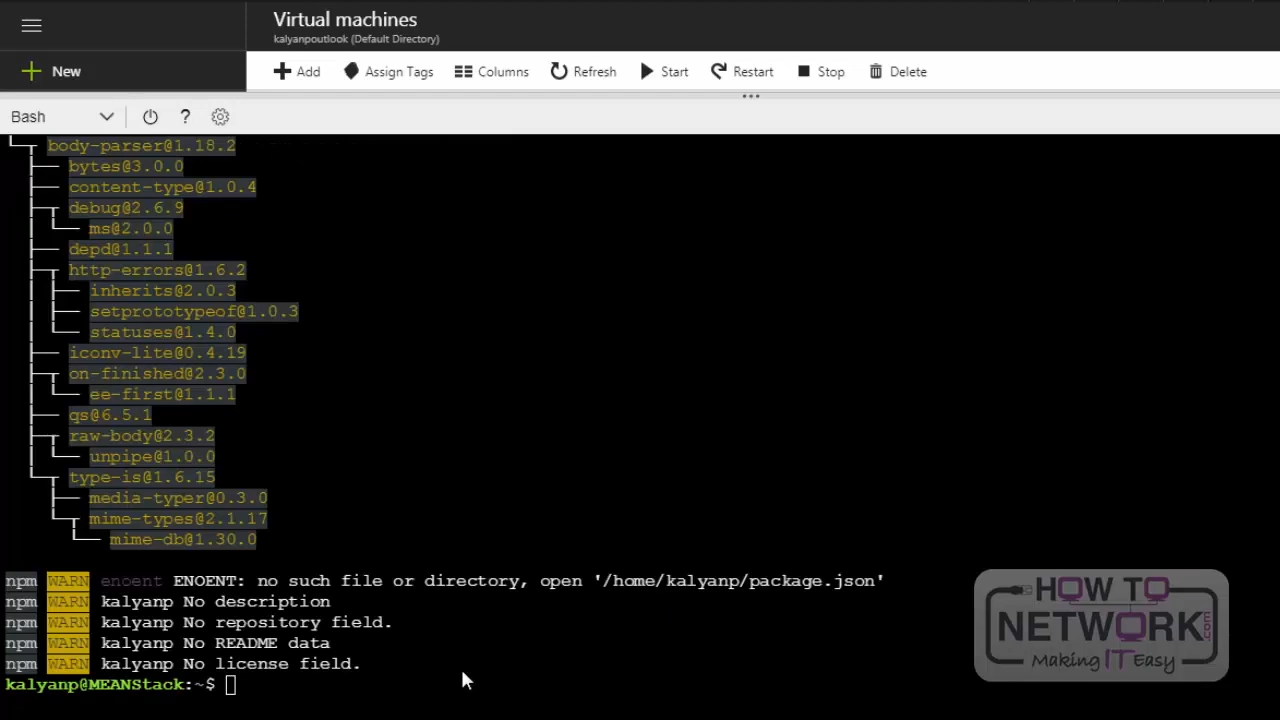 Virtual machines
kalyanpoutlook (Default Directory)
New
Add Assign Tags Columns Refresh Start Restart Stop Delete
Bash ?
body-parser@1.18.2
bytes@3.0.0
content-type@1.0.4
debug@2.6.9
ms@2.0.0
depd@1.1.1
http-errors@1.6.2
inherits@2.0.3
setprototypeof@1.0.3
statuses@1.4.0
iconv-lite@0.4.19
on-finished@2.3.0
ee-first@1.1.1
qs@6.5.1
raw-body@2.3.2
unpipe@1.0.0
type-is@1.6.15
media-typer@0.3.0
mime-types@2.1.17
mime-db@1.30.0
npm WARN enoent ENOENT: no such file or directory, open '/home/kalyanp/package.json'
npm WARN kalyanp No description
npm WARN kalyanp No repository field.
npm WARN kalyanp No README data
npm WARN kalyanp No license field.
kalyanp@MEANStack:~$
HOW TO
NETWORK.com
Making IT Easy